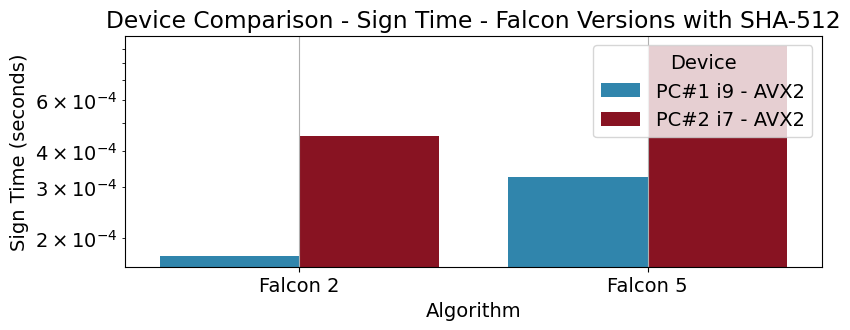 Device Comparison - Sign Time - Falcon Versions with SHA-512
Sign Time (seconds)
6 × 10⁻⁴
4 × 10⁻⁴
3 × 10⁻⁴
2 × 10⁻⁴
Device
PC#1 i9 - AVX2
PC#2 i7 - AVX2
Falcon 2
Falcon 5
Algorithm